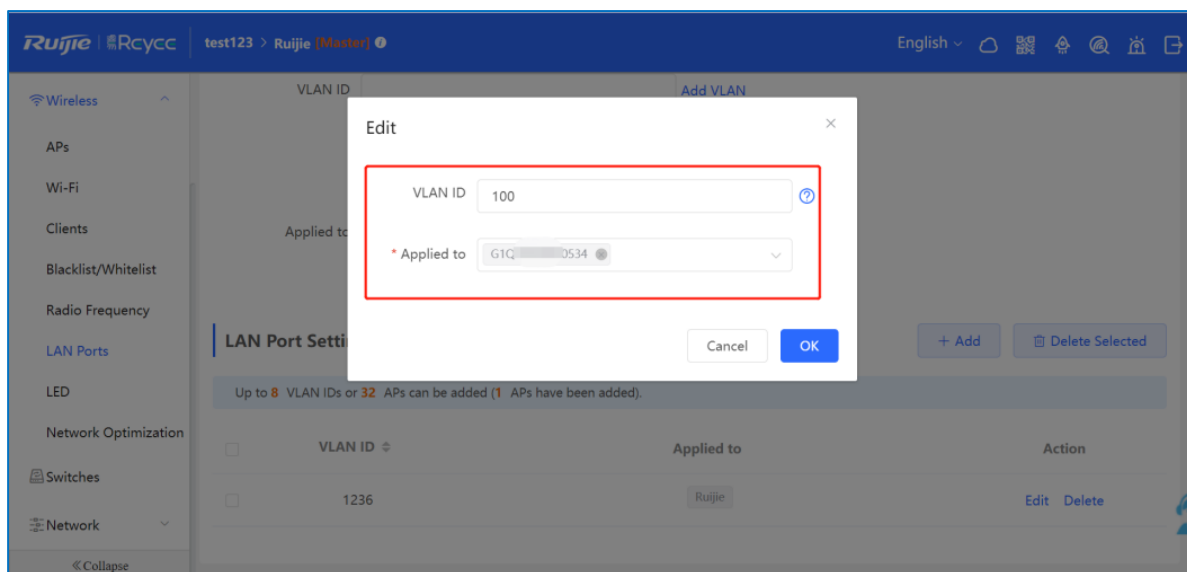 Ruijie Rcycc test123 > Ruijie [Master] English
Wireless
APs
Wi-Fi
Clients
Blacklist/Whitelist
Radio Frequency
LAN Ports
LED
Network Optimization
Switches
Network
Collapse
VLAN ID Add VLAN
Applied to
Edit
VLAN ID 100
* Applied to G1Q 0534
Cancel OK
LAN Port Setti + Add Delete Selected
Up to 8 VLAN IDs or 32 APs can be added (1 APs have been added).
VLAN ID Applied to Action
1236 Ruijie Edit Delete